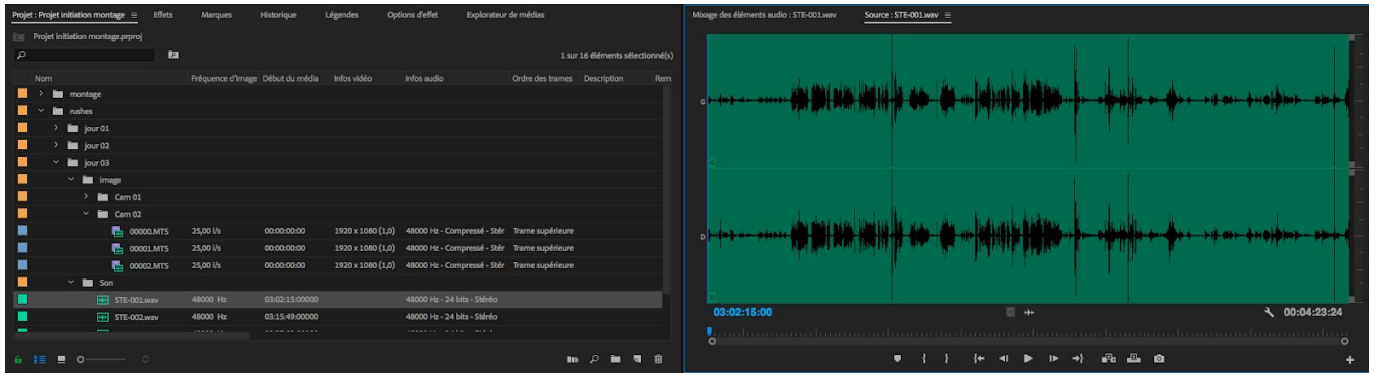 Projet : Projet initiation montage Effets Marques Historique Légendes Options d'effet Explorateur de médias
Projet initiation montage.prproj
1 sur 16 éléments sélectionné(s)
Nom Fréquence d'image Début du média Infos vidéo Infos audio Ordre des trames Description Rem
montage
rushes
jour 01
jour 02
jour 03
image
Cam 01
Cam 02
00000.MTS 25,00 i/s 00:00:00:00 1920 x 1080 (1,0) 48000 Hz - Compressé - Stér Trame supérieure
00001.MTS 25,00 i/s 00:00:00:00 1920 x 1080 (1,0) 48000 Hz - Compressé - Stér Trame supérieure
00002.MTS 25,00 i/s 00:00:00:00 1920 x 1080 (1,0) 48000 Hz - Compressé - Stér Trame supérieure
Son
STE-001.wav 48000 Hz 03:02:15:00000 48000 Hz - 24 bits - Stéréo
STE-002.wav 48000 Hz 03:15:49:00000 48000 Hz - 24 bits - Stéréo
Mixage des éléments audio : STE-001.wav Source : STE-001.wav
G
D
03:02:15:00 00:04:23:24